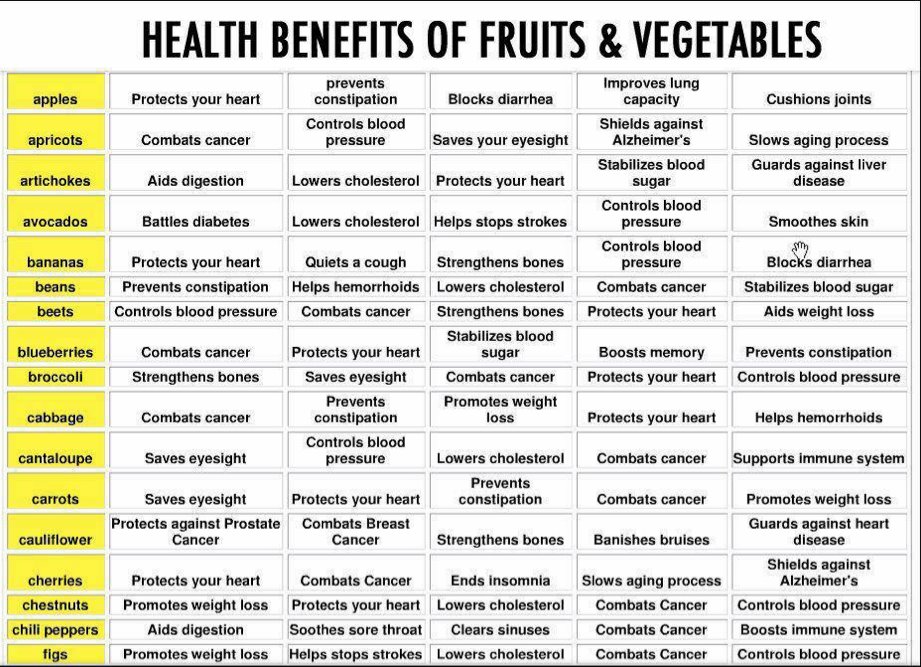 HEALTH BENEFITS OF FRUITS & VEGETABLES
apples Protects your heart prevents constipation Blocks diarrhea Improves lung capacity Cushions joints
apricots Combats cancer Controls blood pressure Saves your eyesight Shields against Alzheimer's Slows aging process
artichokes Aids digestion Lowers cholesterol Protects your heart Stabilizes blood sugar Guards against liver disease
avocados Battles diabetes Lowers cholesterol Helps stops strokes Controls blood pressure Smoothes skin
bananas Protects your heart Quiets a cough Strengthens bones Controls blood pressure Blocks diarrhea
beans Prevents constipation Helps hemorrhoids Lowers cholesterol Combats cancer Stabilizes blood sugar
beets Controls blood pressure Combats cancer Strengthens bones Protects your heart Aids weight loss
blueberries Combats cancer Protects your heart Stabilizes blood sugar Boosts memory Prevents constipation
broccoli Strengthens bones Saves eyesight Combats cancer Protects your heart Controls blood pressure
cabbage Combats cancer Prevents constipation Promotes weight loss Protects your heart Helps hemorrhoids
cantaloupe Saves eyesight Controls blood pressure Lowers cholesterol Combats cancer Supports immune system
carrots Saves eyesight Protects your heart Prevents constipation Combats cancer Promotes weight loss
cauliflower Protects against Prostate Cancer Combats Breast Cancer Strengthens bones Banishes bruises Guards against heart disease
cherries Protects your heart Combats Cancer Ends insomnia Slows aging process Shields against Alzheimer's
chestnuts Promotes weight loss Protects your heart Lowers cholesterol Combats Cancer Controls blood pressure
chili peppers Aids digestion Soothes sore throat Clears sinuses Combats Cancer Boosts immune system
figs Promotes weight loss Helps stops strokes Lowers cholesterol Combats Cancer Controls blood pressure